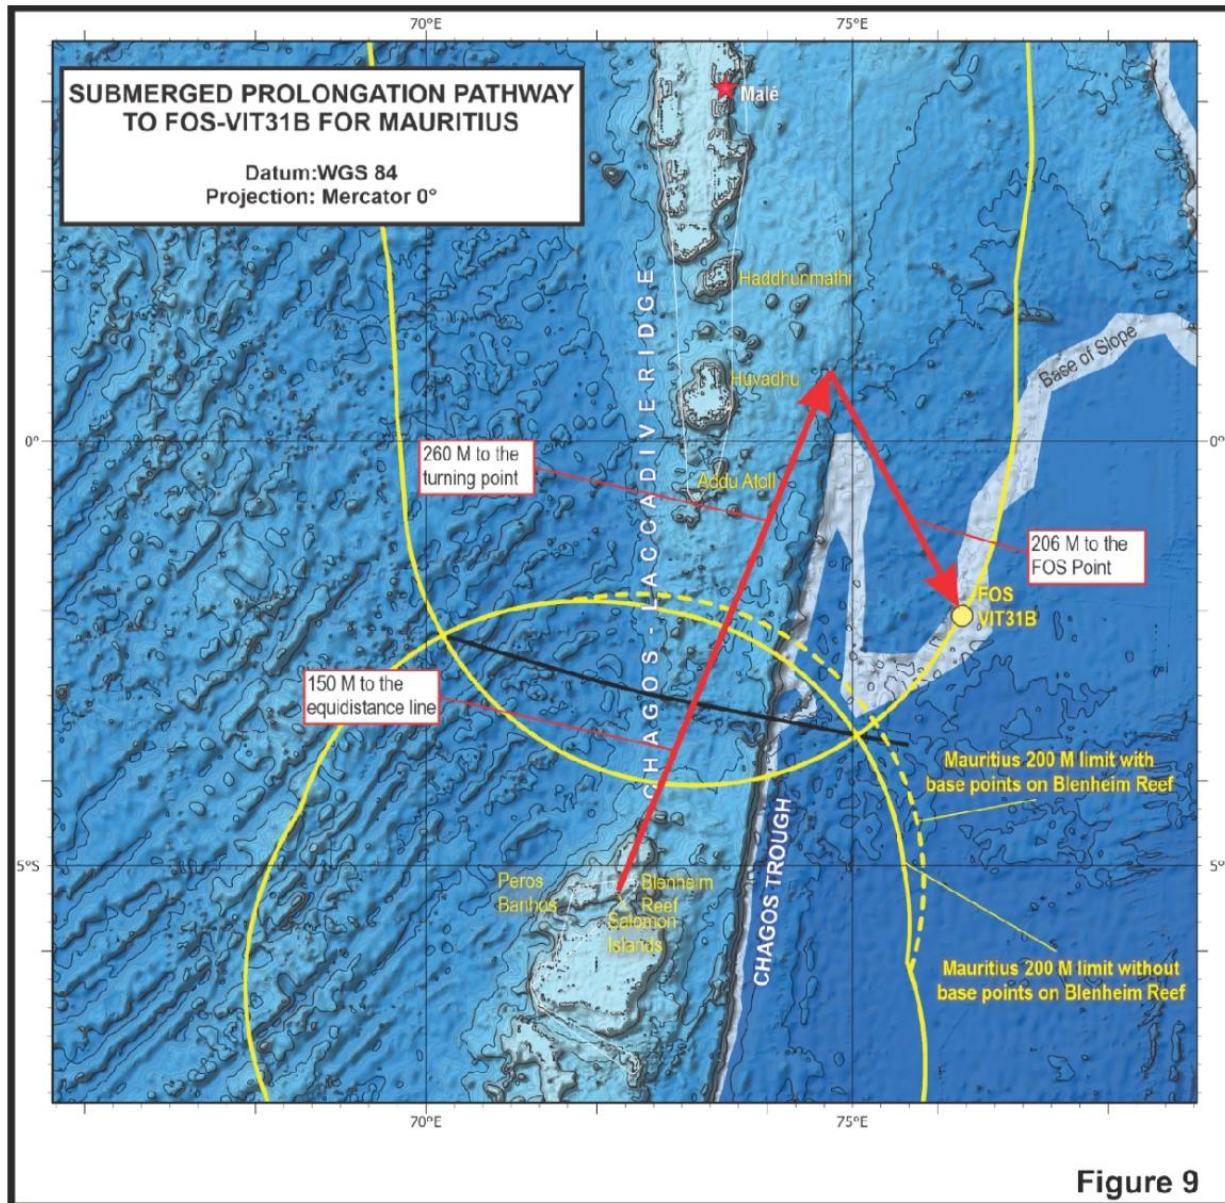 70°E
75°E
SUBMERGED PROLONGATION PATHWAY
TO FOS-VIT31B FOR MAURITIUS
Datum:WGS 84
Projection: Mercator 0°
Malé
Haddhunmathi
Huvadhu
Base of Slope
0°
0°
260 M to the
turning point
Addu Atoll
CHAGOS - LACCADIVE RIDGE
206 M to the
FOS Point
FOS
VIT31B
150 M to the
equidistance line
Mauritius 200 M limit with
base points on Blenheim Reef
CHAGOS TROUGH
5°S
5°
Peros
Banhos
Blenheim
Reef
Salomon
Islands
Mauritius 200 M limit without
base points on Blenheim Reef
70°E
75°E
Figure 9